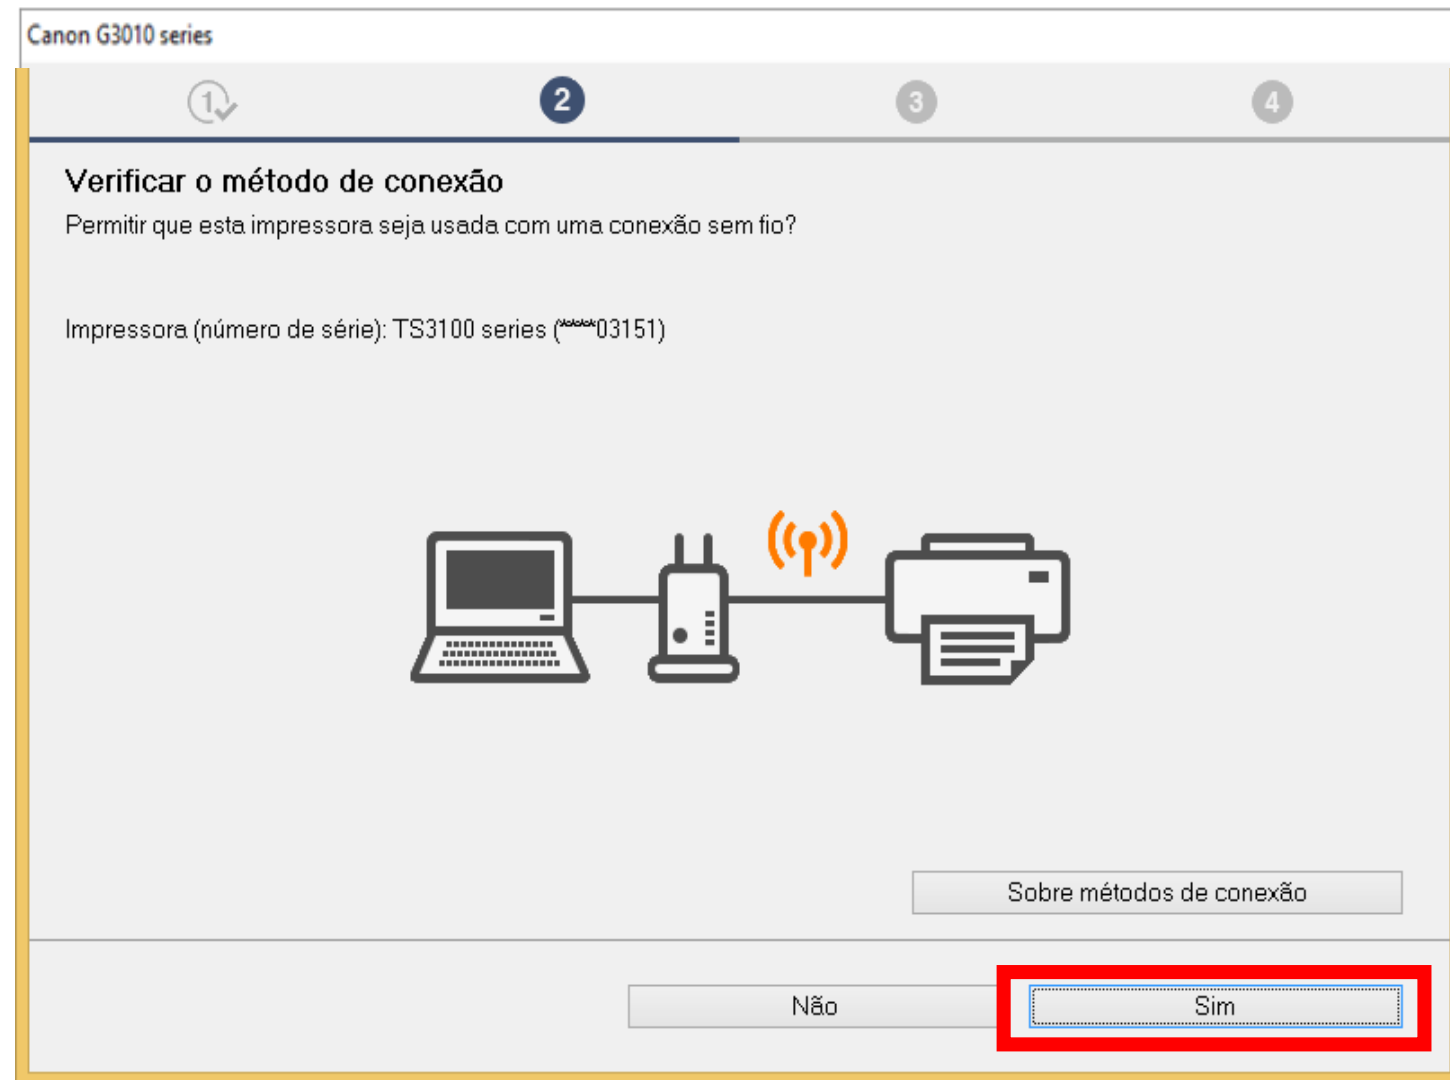 Canon G3010 series
1 2 3 4
Verificar o método de conexão
Permitir que esta impressora seja usada com uma conexão sem fio?
Impressora (número de série): TS3100 series (*****03151)
Sobre métodos de conexão
Não Sim